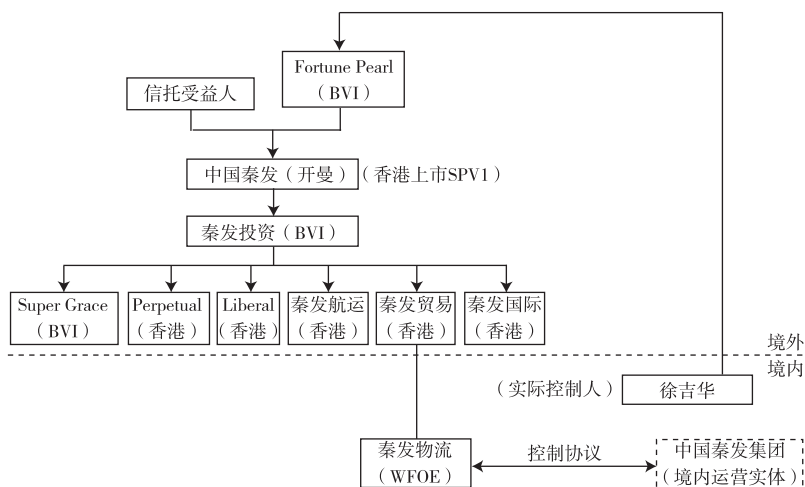 Fortune Pearl
（BVI）
信托受益人
中国秦发（开曼）
（香港上市SPV1）
秦发投资（BVI）
Super Grace
（BVI）
Perpetual
（香港）
Liberal
（香港）
秦发航运
（香港）
秦发贸易
（香港）
秦发国际
（香港）
境外
境内
（实际控制人）
徐吉华
秦发物流
（WFOE）
控制协议
中国秦发集团
（境内运营实体）